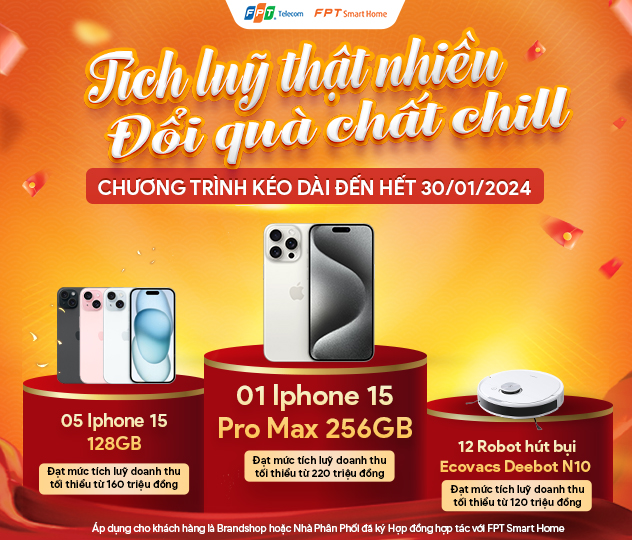 FPT Telecom FPT Smart Home
Tích luỹ thật nhiều
Đổi quà chất chill
CHƯƠNG TRÌNH KÉO DÀI ĐẾN HẾT 30/01/2024
01 Iphone 15
Pro Max 256GB
Đạt mức tích luỹ doanh thu
tối thiểu từ 220 triệu đồng
05 Iphone 15
128GB
Đạt mức tích luỹ doanh thu
tối thiểu từ 160 triệu đồng
12 Robot hút bụi
Ecovacs Deebot N10
Đạt mức tích luỹ doanh thu
tối thiểu từ 120 triệu đồng
Áp dụng cho khách hàng là Brandshop hoặc Nhà Phân Phối đã ký Hợp đồng hợp tác với FPT Smart Home